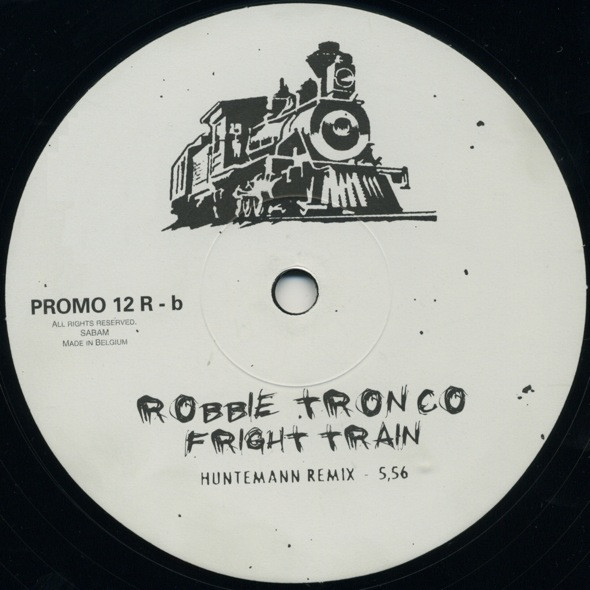 PROMO 12 R - b
ALL RIGHTS RESERVED.
SABAM
MADE IN BELGIUM
ROBBIE TRONCO
FRIGHT TRAIN
HUNTEMANN REMIX - 5,56